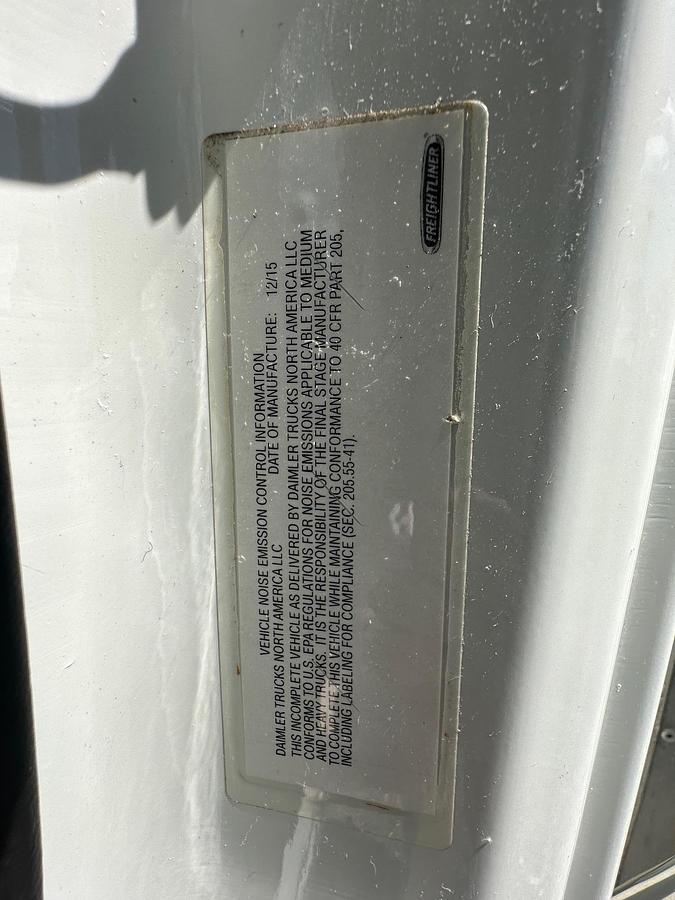 VEHICLE NOISE EMISSION CONTROL INFORMATION
DAIMLER TRUCKS NORTH AMERICA LLC DATE OF MANUFACTURE: 12/15
THIS INCOMPLETE VEHICLE AS DELIVERED BY DAIMLER TRUCKS NORTH AMERICA LLC
CONFORMS TO U.S. EPA REGULATIONS FOR NOISE EMISSIONS APPLICABLE TO MEDIUM
AND HEAVY TRUCKS. IT IS THE RESPONSIBILITY OF THE FINAL STAGE MANUFACTURER
TO COMPLETE THIS VEHICLE WHILE MAINTAINING CONFORMANCE TO 40 CFR PART 205,
INCLUDING LABELING FOR COMPLIANCE (SEC. 205.55-41).
FREIGHTLINER